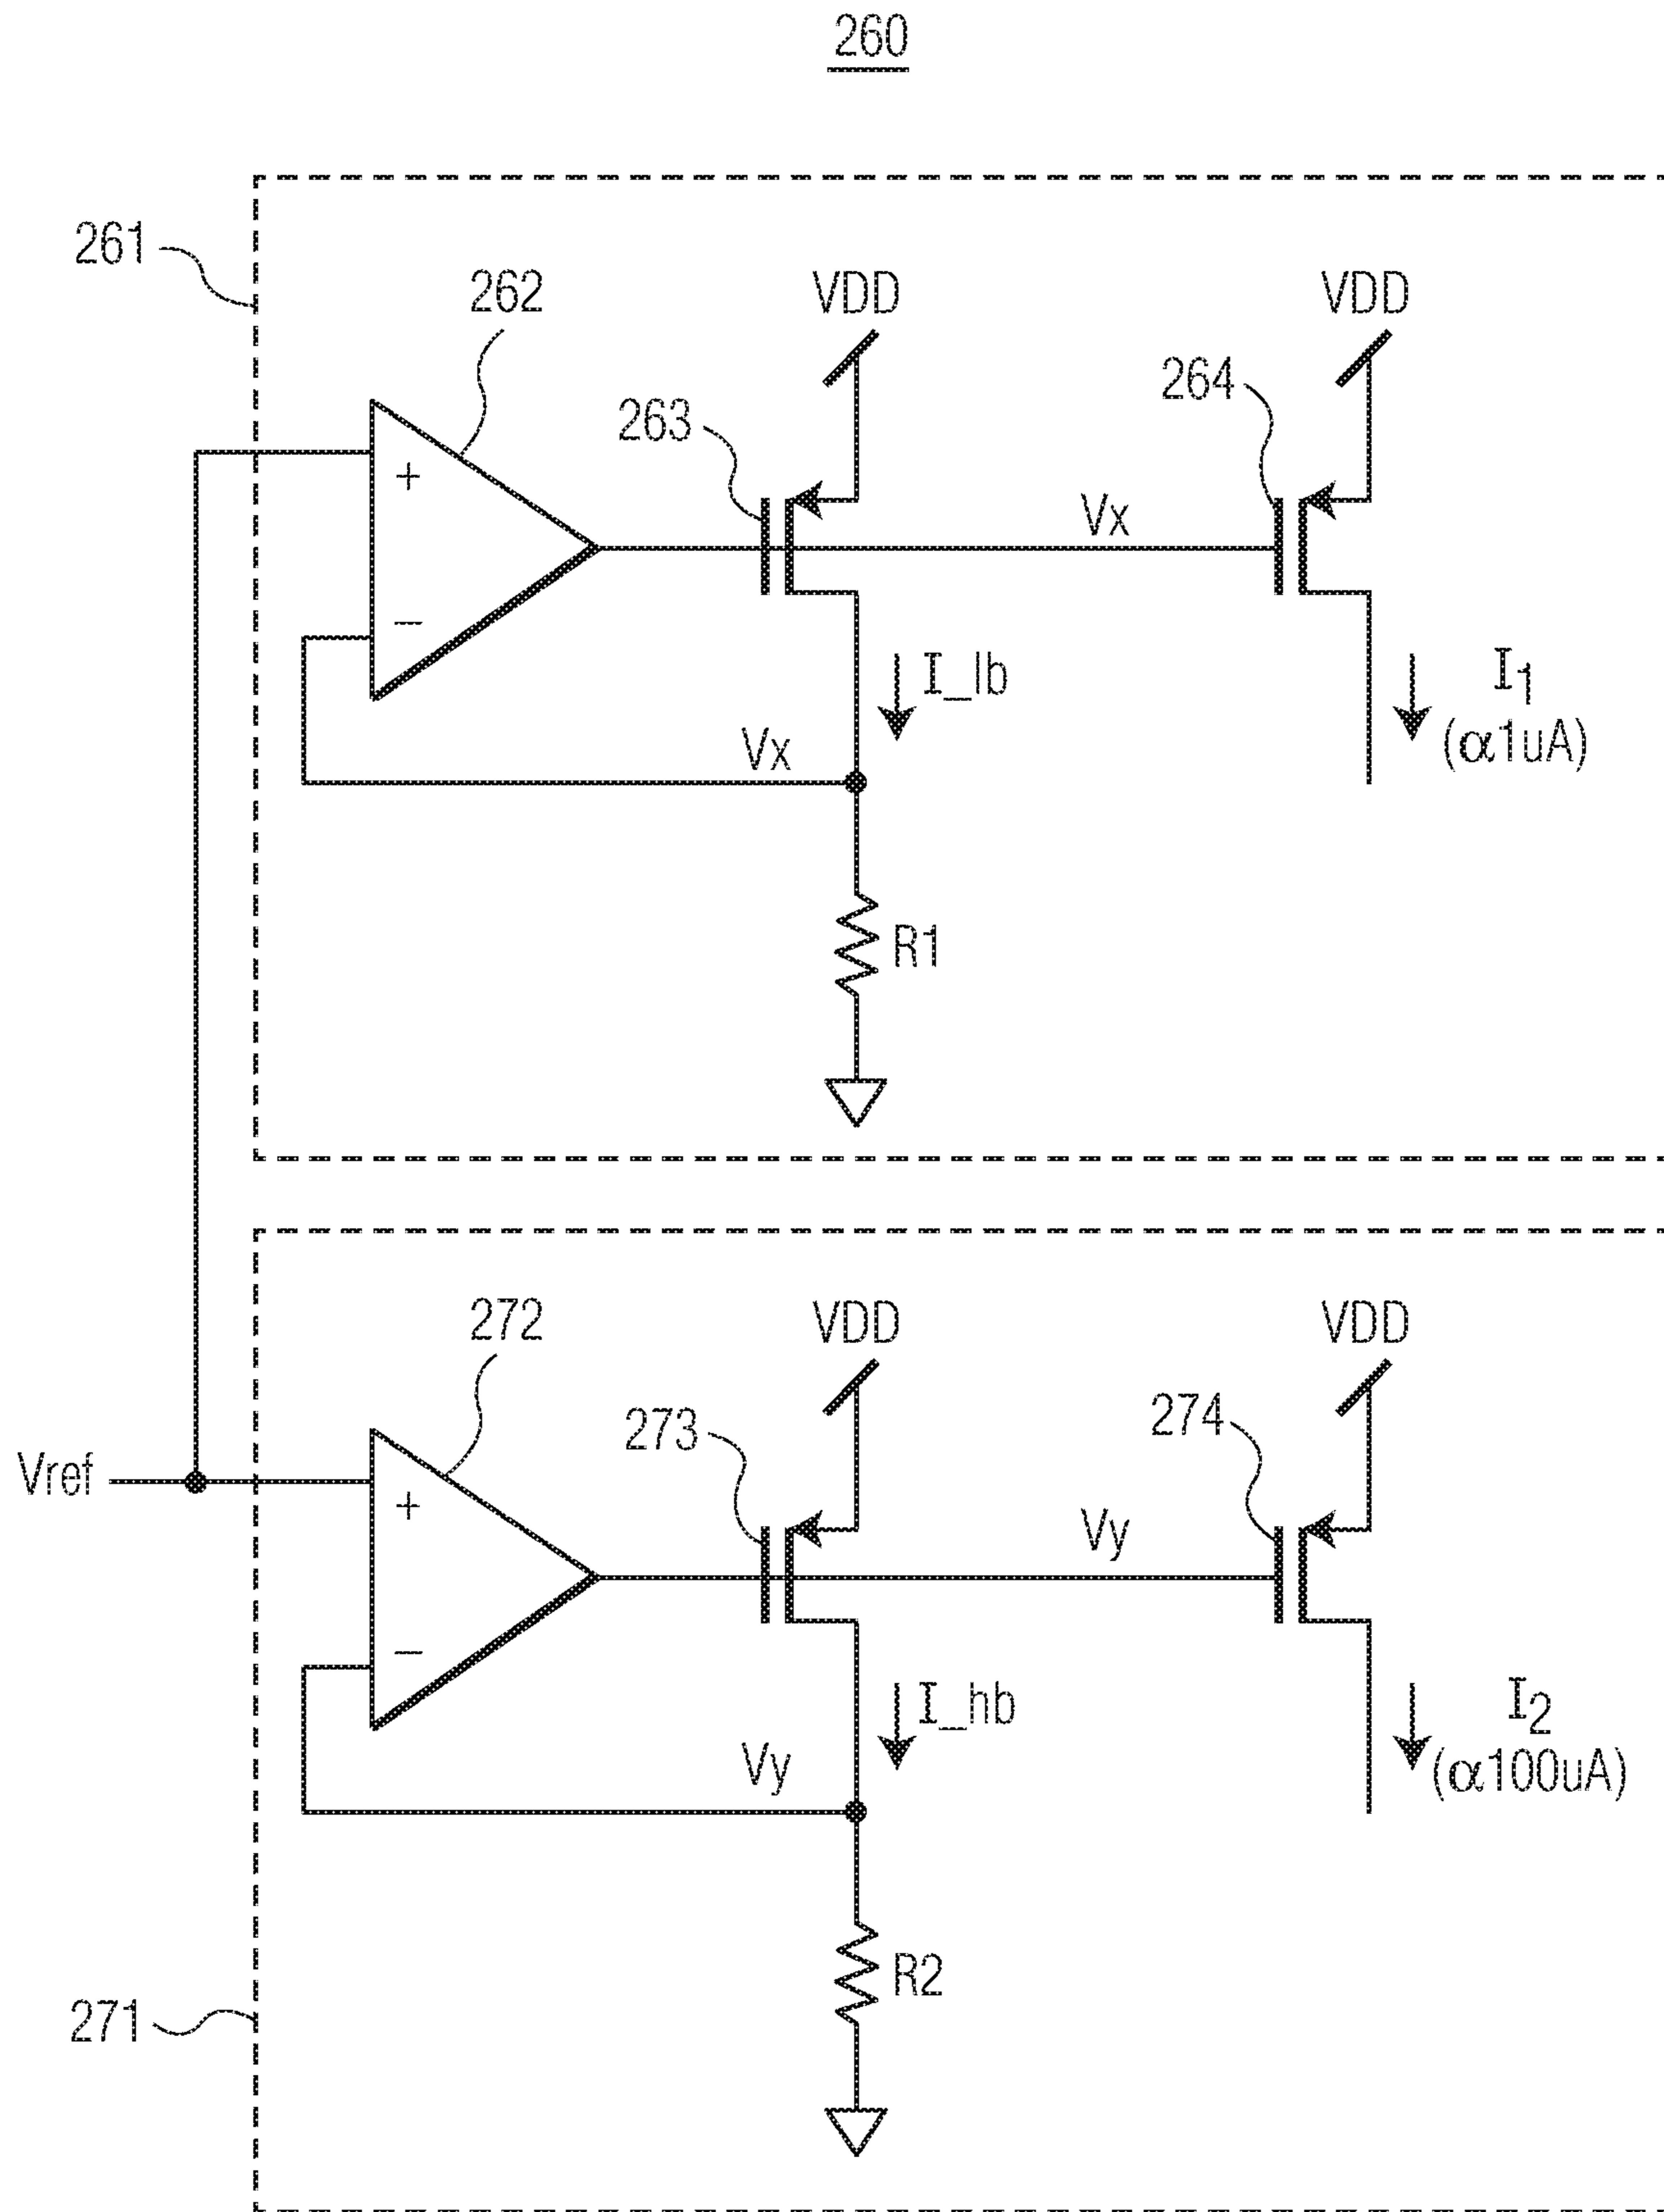 260
261
262
VDD
VDD
263
264
+
Vx
−
I_lb
I1
(α1uA)
Vx
R1
272
VDD
VDD
273
274
Vref
+
Vy
−
I_hb
I2
(α100uA)
Vy
R2
271